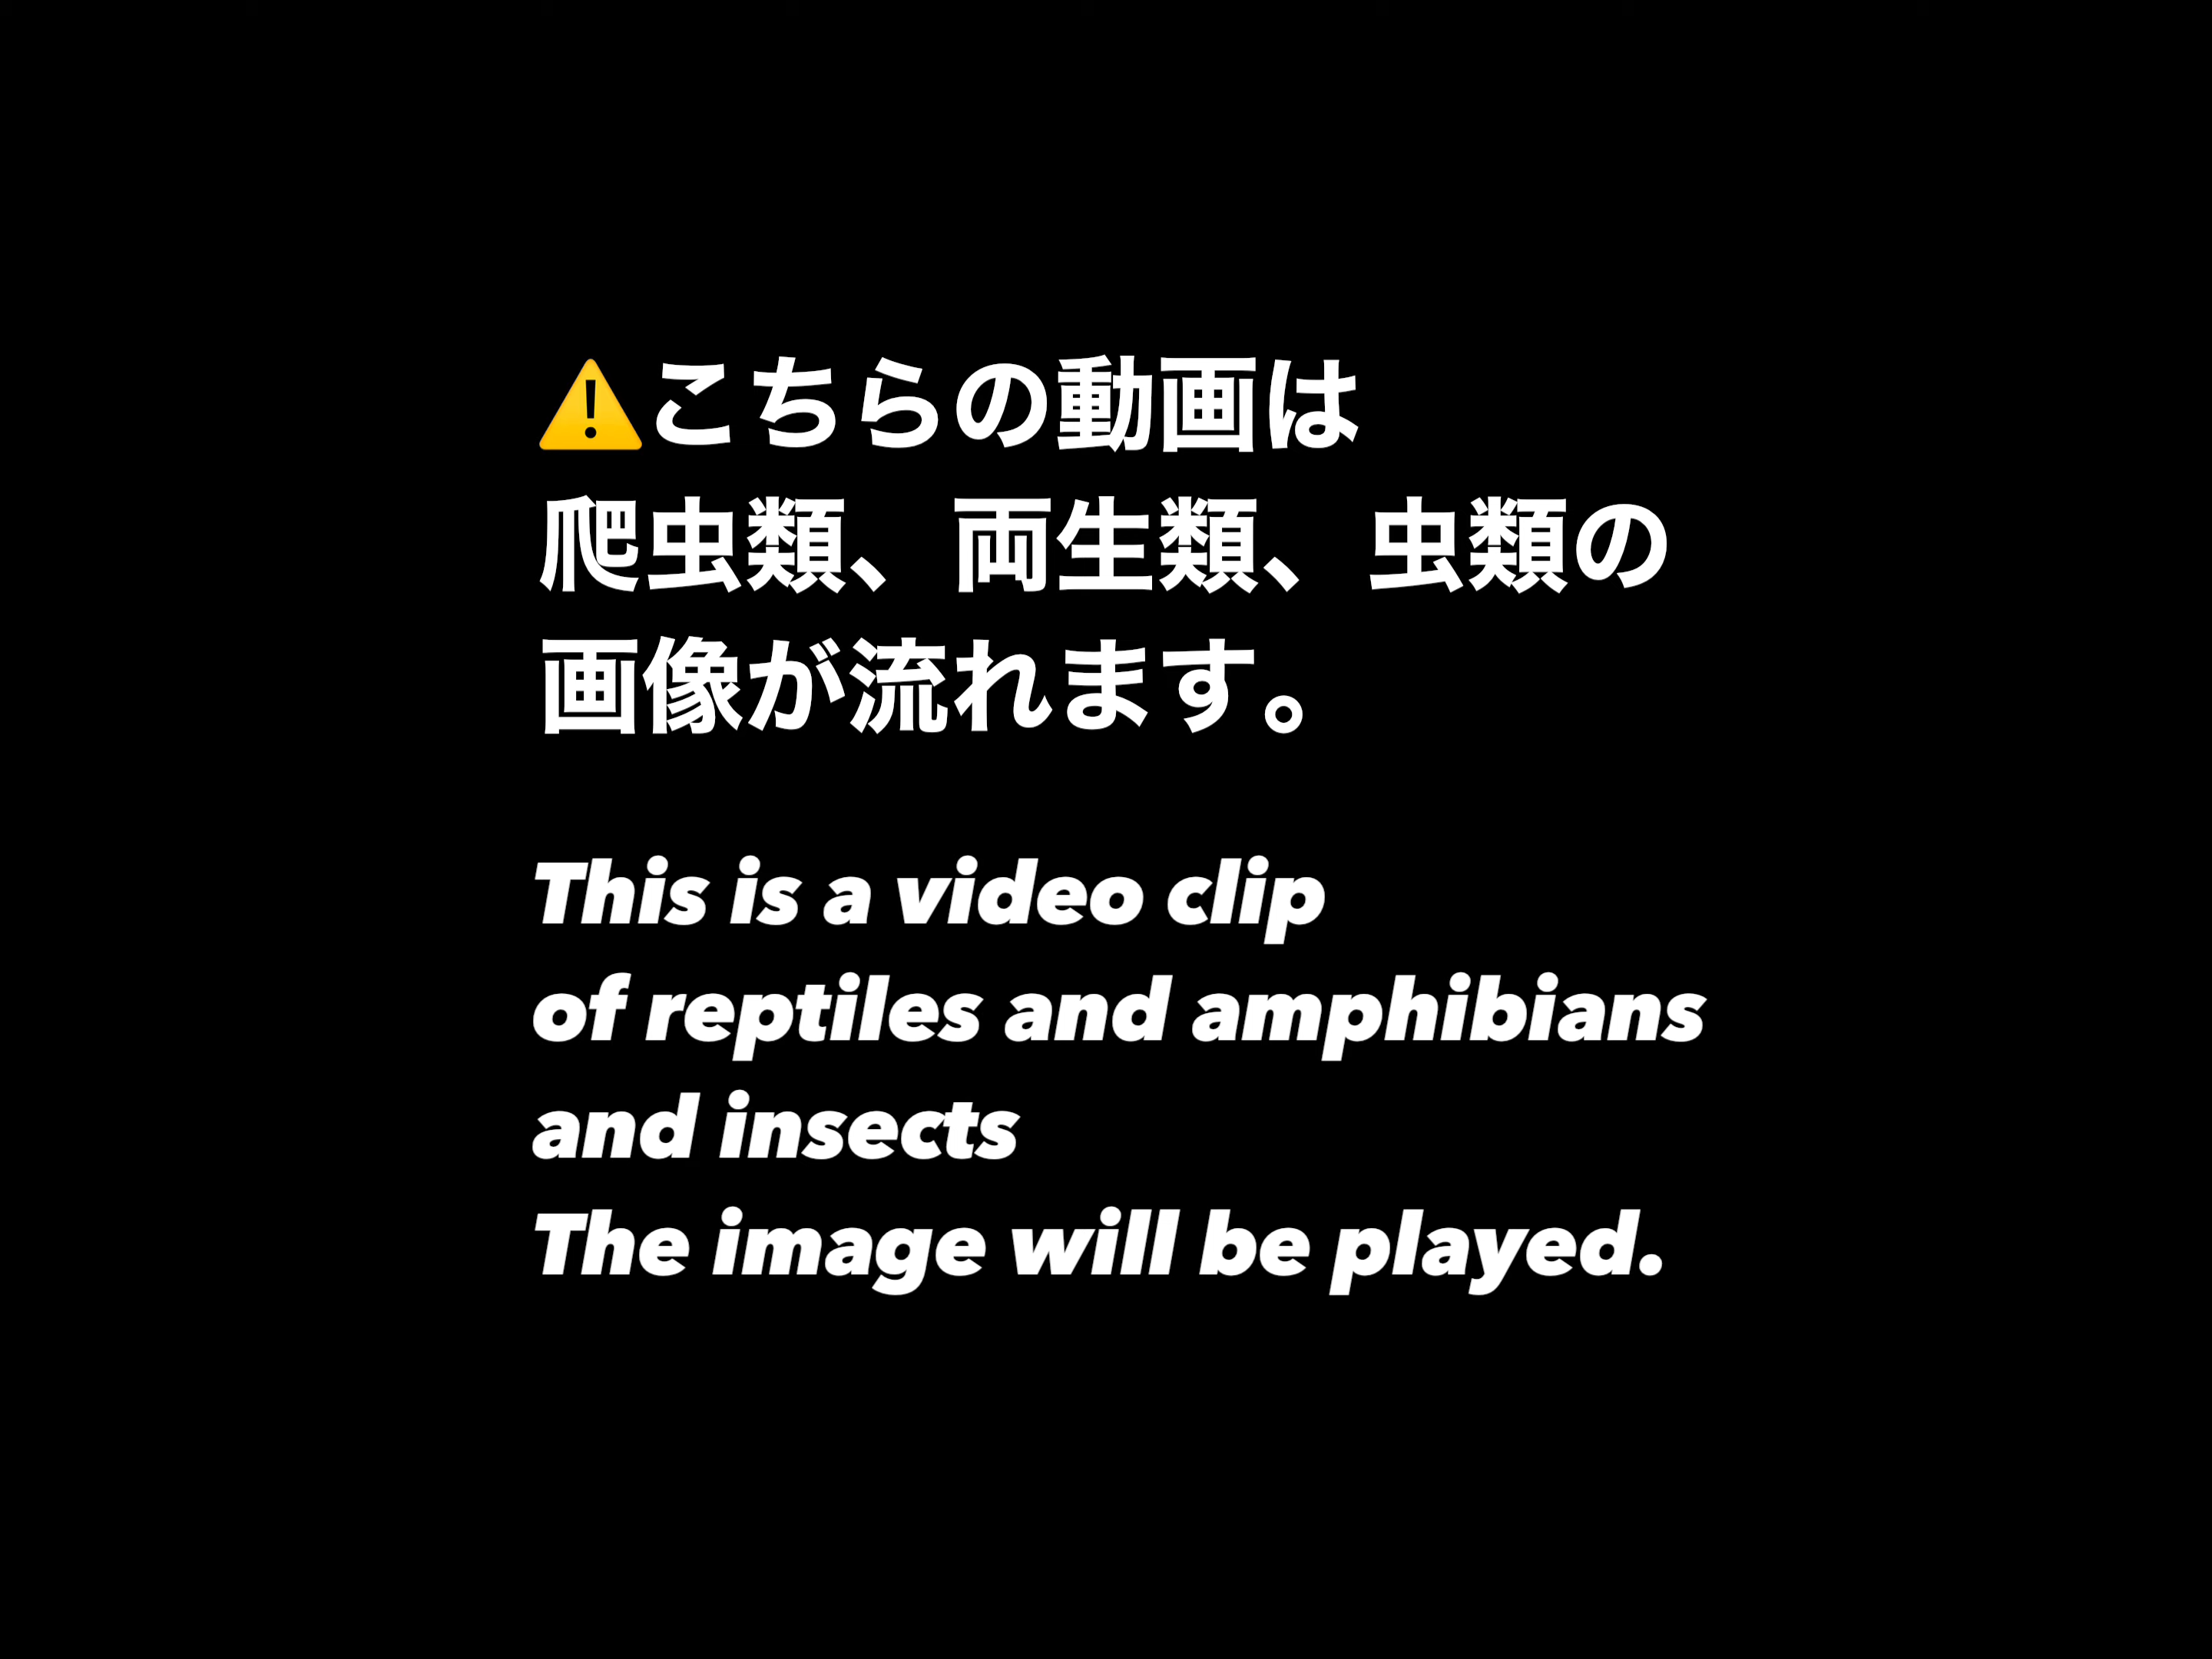 ⚠️こちらの動画は
爬虫類、両生類、虫類の
画像が流れます。
This is a video clip
of reptiles and amphibians
and insects
The image will be played.